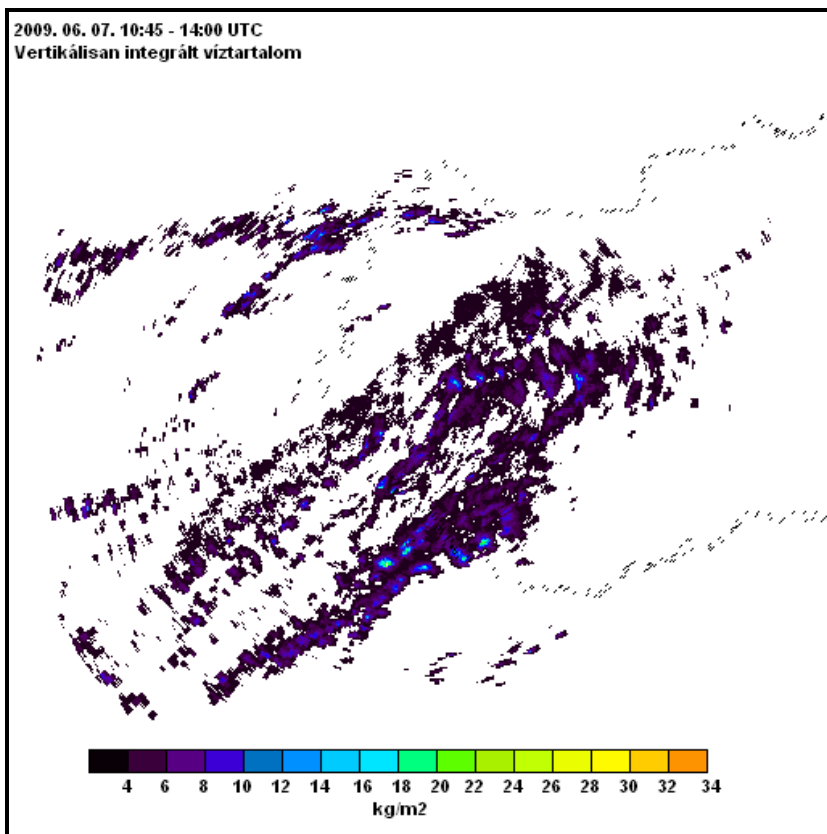 2009. 06. 07. 10:45 - 14:00 UTC
Vertikálisan integrált víztartalom
4 6 8 10 12 14 16 18 20 22 24 26 28 30 32 34
kg/m2